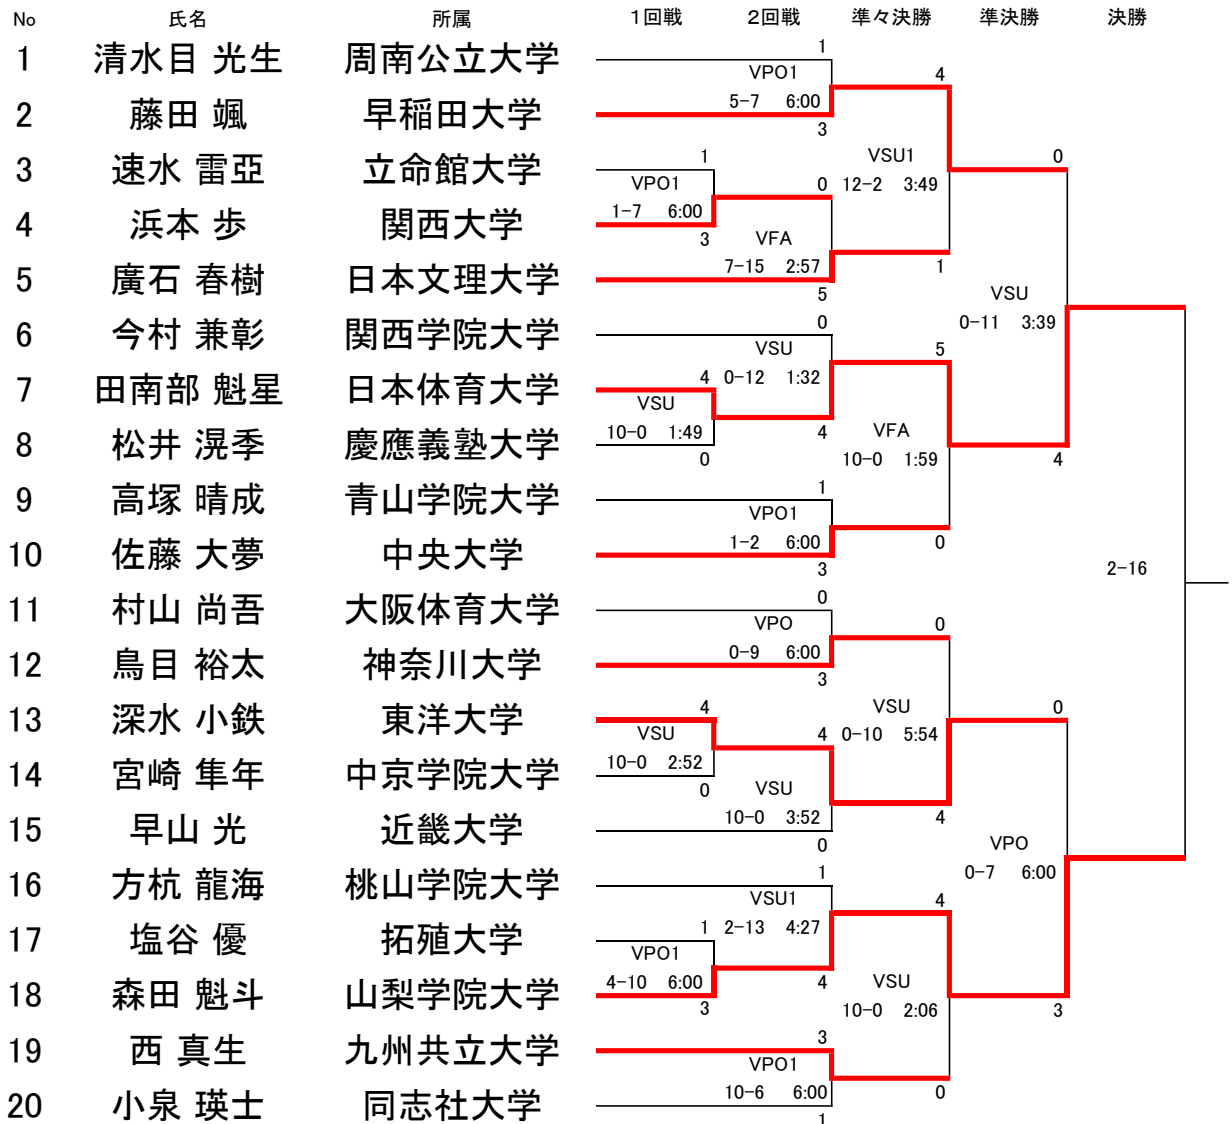 No 氏名 所属 1回戦 2回戦 準々決勝 準決勝 決勝
1 清水目 光生 周南公立大学 1
VPO1 4
2 藤田 颯 早稲田大学 5-7 6:00
3
3 速水 雷亞 立命館大学 1 VSU1 0
VPO1 0 12-2 3:49
4 浜本 歩 関西大学 1-7 6:00
3 VFA
5 廣石 春樹 日本文理大学 7-15 2:57 1
5 VSU
6 今村 兼彰 関西学院大学 0 0-11 3:39
VSU 5
7 田南部 魁星 日本体育大学 4 0-12 1:32
VSU
8 松井 滉季 慶應義塾大学 10-0 1:49 4 VFA
0 10-0 1:59 4
9 高塚 晴成 青山学院大学 1
VPO1
10 佐藤 大夢 中央大学 1-2 6:00 0
3 2-16
11 村山 尚吾 大阪体育大学 0
VPO 0
12 鳥目 裕太 神奈川大学 0-9 6:00
3
13 深水 小鉄 東洋大学 4 VSU 0
VSU 4 0-10 5:54
14 宮崎 隼年 中京学院大学 10-0 2:52
0 VSU
15 早山 光 近畿大学 10-0 3:52 4
0 VPO
16 方杭 龍海 桃山学院大学 1 0-7 6:00
VSU1 4
17 塩谷 優 拓殖大学 1 2-13 4:27
VPO1
18 森田 魁斗 山梨学院大学 4-10 6:00 4 VSU
3 10-0 2:06 3
19 西 真生 九州共立大学 3
VPO1
20 小泉 瑛士 同志社大学 10-6 6:00 0
1